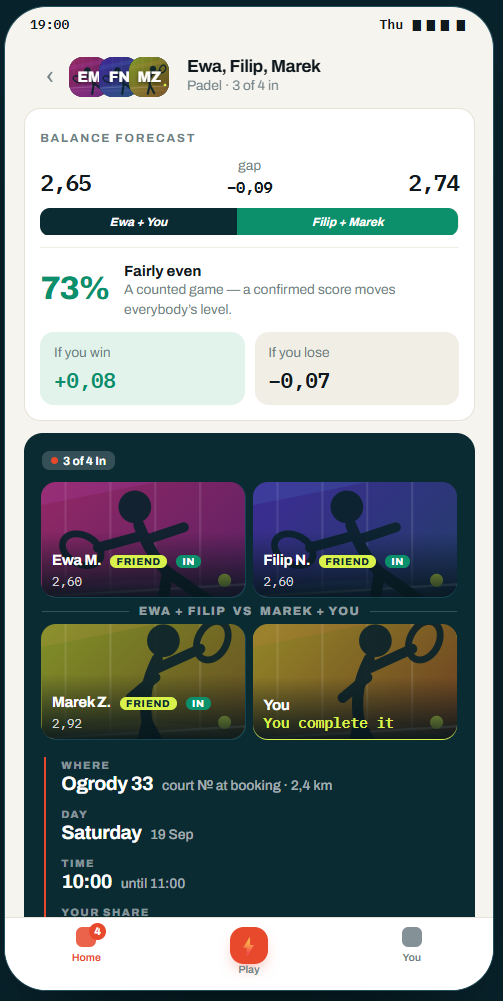 19:00 Thu
EM FN MZ
Ewa, Filip, Marek
Padel · 3 of 4 in
BALANCE FORECAST
gap
2,65 −0,09 2,74
Ewa + You Filip + Marek
73% Fairly even
A counted game — a confirmed score moves
everybody's level.
If you win If you lose
+0,08 −0,07
3 of 4 in
Ewa M. FRIEND IN Filip N. FRIEND IN
2,60 2,60
EWA + FILIP VS MAREK + YOU
Marek Z. FRIEND IN You
2,92 You complete it
WHERE
Ogrody 33 court № at booking · 2,4 km
DAY
Saturday 19 Sep
TIME
10:00 until 11:00
YOUR SHARE
4
Home Play You